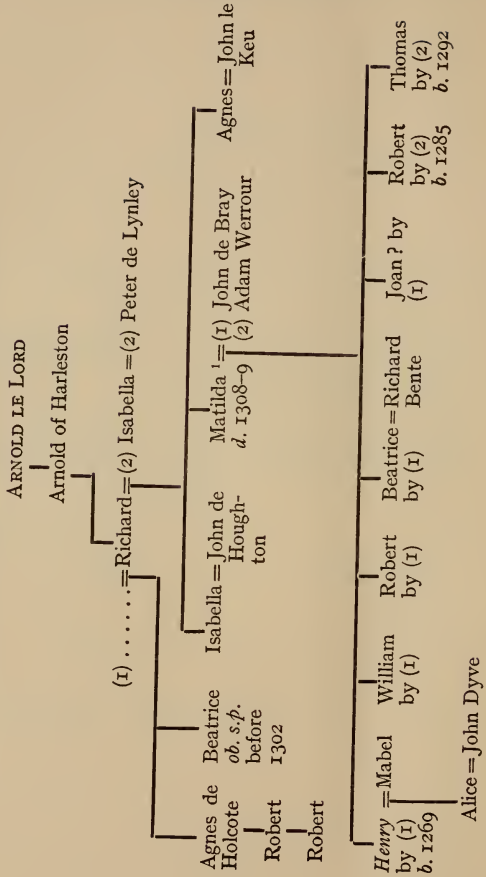 ARNOLD LE LORD
Arnold of Harleston
(1) ...... =Richard=(2) Isabella =(2) Peter de Lynley
Agnes de
Holcote
Robert
Robert
Beatrice
ob. s.p.
before
1302
Isabella=John de
Hough-
ton
Matilda ¹=(1) John de Bray
d. 1308-9 (2) Adam Werrour
Agnes=John le
Keu
Henry =Mabel
by (1)
b. 1269
Alice=John Dyve
William
by (1)
Robert
by (1)
Beatrice=Richard
by (1) Bente
Joan? by
(1)
Robert
by (2)
b. 1285
Thomas
by (2)
b. 1292